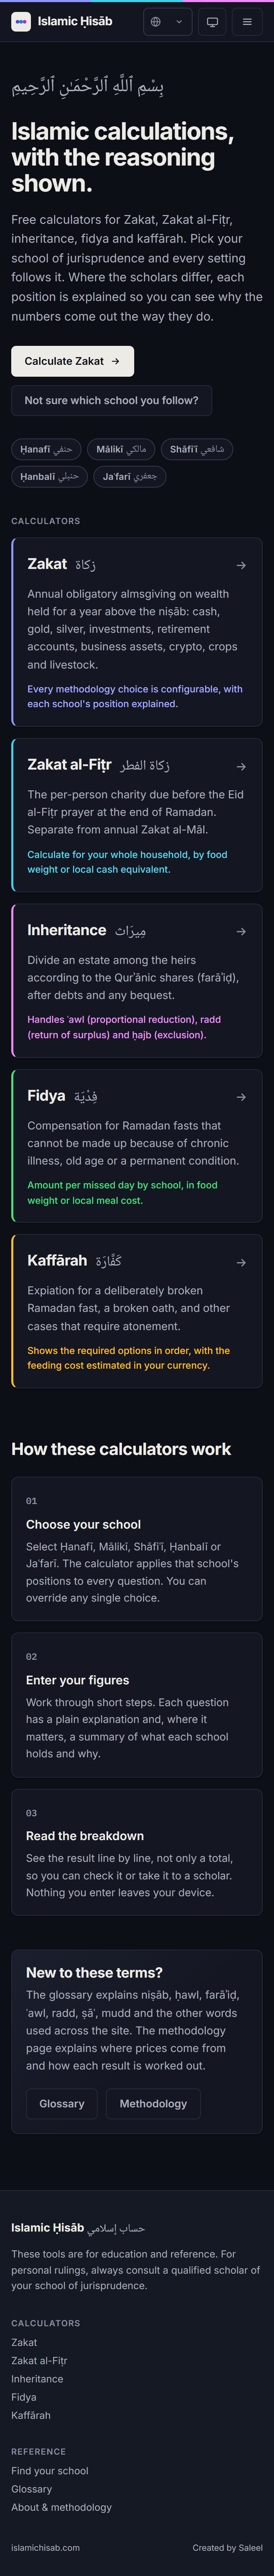 Islamic Ḥisāb
بِسْمِ ٱللَّهِ ٱلرَّحْمَـٰنِ ٱلرَّحِيمِ
Islamic calculations,
with the reasoning
shown.
Free calculators for Zakat, Zakat al-Fiṭr,
inheritance, fidya and kaffārah. Pick your
school of jurisprudence and every setting
follows it. Where the scholars differ, each
position is explained so you can see why the
numbers come out the way they do.
Calculate Zakat →
Not sure which school you follow?
Ḥanafī حنفي Mālikī مالكي Shāfiʿī شافعي
Ḥanbalī حنبلي Jaʿfarī جعفري
CALCULATORS
Zakat زكاة →
Annual obligatory almsgiving on wealth
held for a year above the niṣāb: cash,
gold, silver, investments, retirement
accounts, business assets, crypto, crops
and livestock.
Every methodology choice is configurable, with
each school's position explained.
Zakat al-Fiṭr زكاة الفطر →
The per-person charity due before the Eid
al-Fiṭr prayer at the end of Ramadan.
Separate from annual Zakat al-Māl.
Calculate for your whole household, by food
weight or local cash equivalent.
Inheritance مِيرَاث →
Divide an estate among the heirs
according to the Qurʾānic shares (farāʾiḍ),
after debts and any bequest.
Handles ʿawl (proportional reduction), radd
(return of surplus) and ḥajb (exclusion).
Fidya فِدْيَة →
Compensation for Ramadan fasts that
cannot be made up because of chronic
illness, old age or a permanent condition.
Amount per missed day by school, in food
weight or local meal cost.
Kaffārah كَفَّارَة →
Expiation for a deliberately broken
Ramadan fast, a broken oath, and other
cases that require atonement.
Shows the required options in order, with the
feeding cost estimated in your currency.
How these calculators work
01
Choose your school
Select Ḥanafī, Mālikī, Shāfiʿī, Ḥanbalī or
Jaʿfarī. The calculator applies that school's
positions to every question. You can
override any single choice.
02
Enter your figures
Work through short steps. Each question
has a plain explanation and, where it
matters, a summary of what each school
holds and why.
03
Read the breakdown
See the result line by line, not only a total,
so you can check it or take it to a scholar.
Nothing you enter leaves your device.
New to these terms?
The glossary explains niṣāb, ḥawl, farāʾiḍ,
ʿawl, radd, ṣāʿ, mudd and the other words
used across the site. The methodology
page explains where prices come from
and how each result is worked out.
Glossary Methodology
Islamic Ḥisāb حساب إسلامي
These tools are for education and reference. For
personal rulings, always consult a qualified scholar of
your school of jurisprudence.
CALCULATORS
Zakat
Zakat al-Fiṭr
Inheritance
Fidya
Kaffārah
REFERENCE
Find your school
Glossary
About & methodology
islamichisab.com Created by Saleel